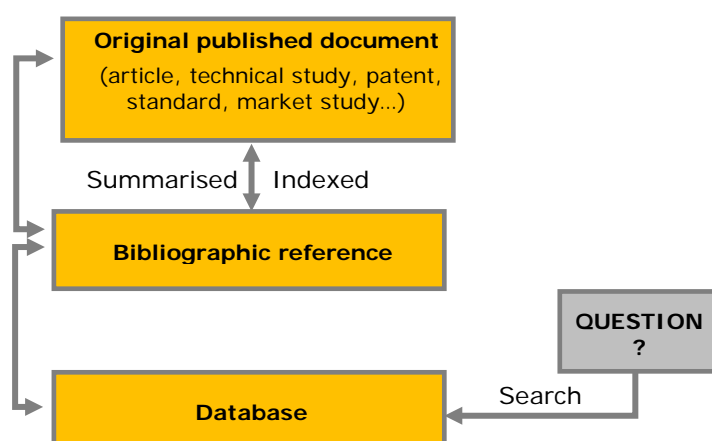 Original published document
(article, technical study, patent,
standard, market study…)
Summarised Indexed
Bibliographic reference
QUESTION
?
Search
Database